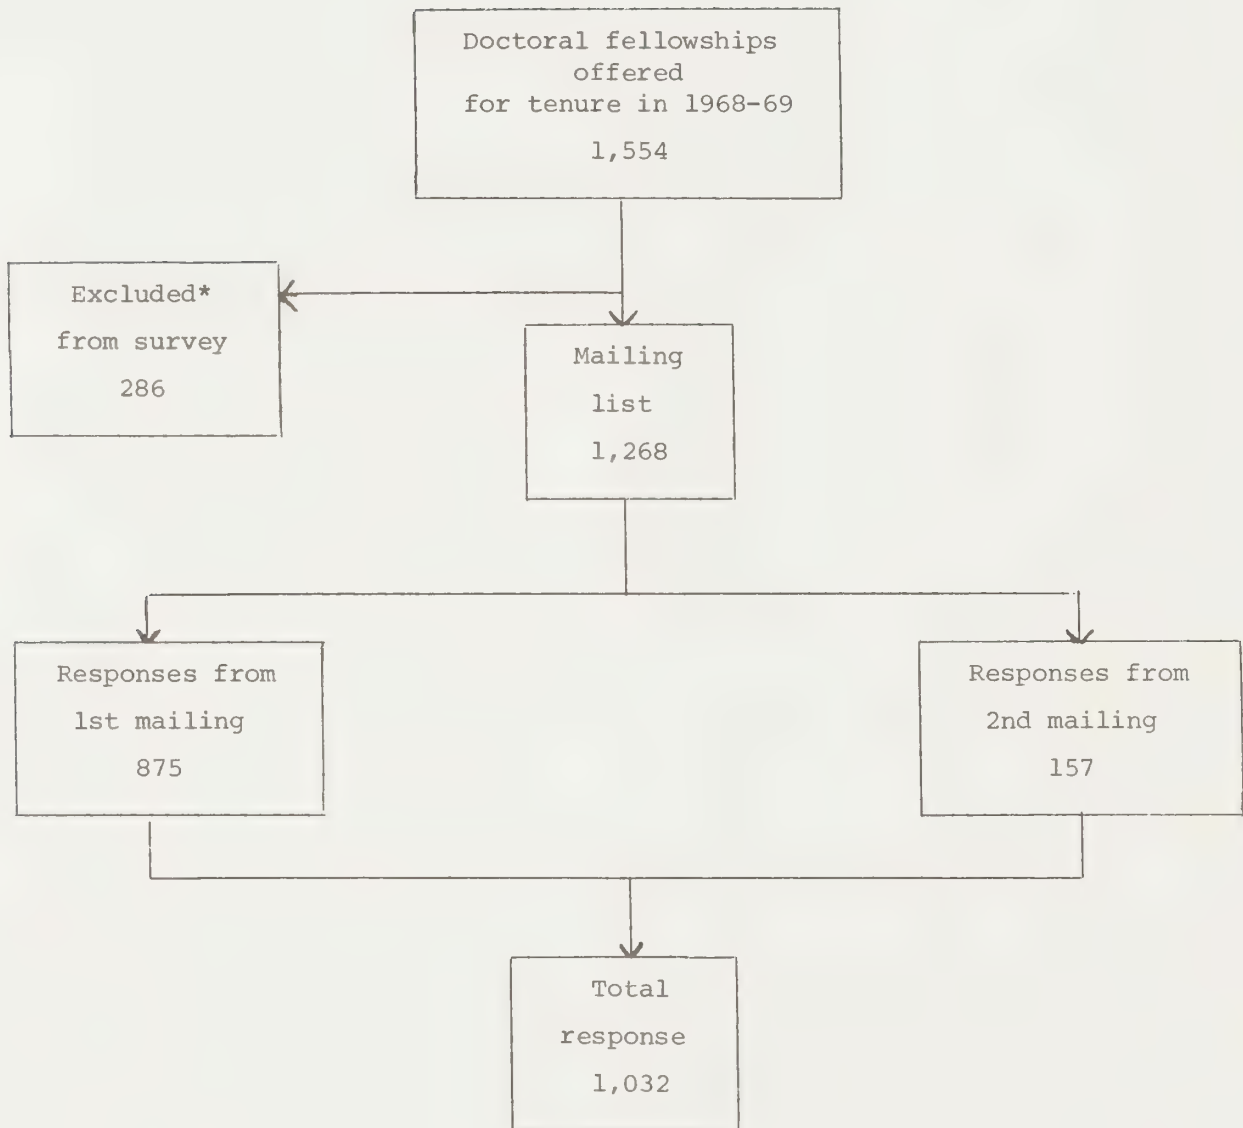 Doctoral fellowships
offered
for tenure in 1968-69
1,554
Excluded*
from survey
286
Mailing
list
1,268
Responses from
1st mailing
875
Responses from
2nd mailing
157
Total
response
1,032